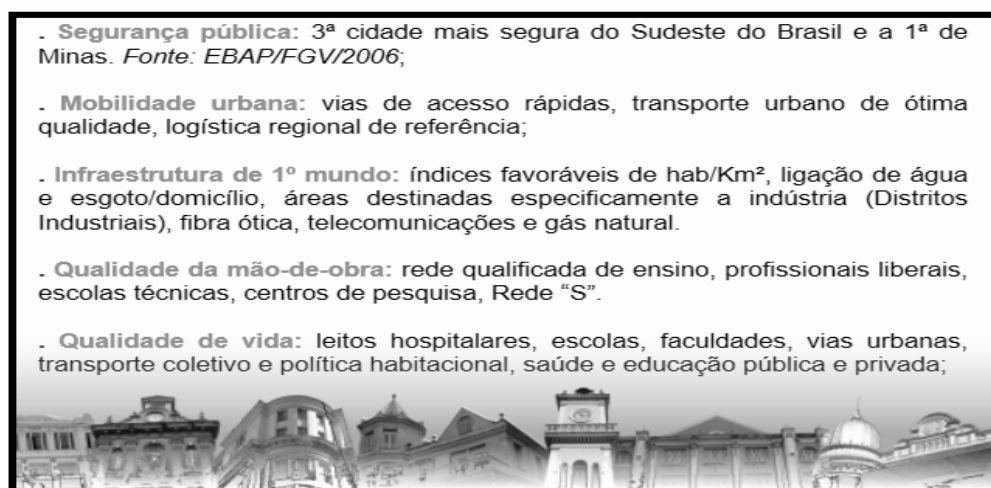 . Segurança pública: 3ª cidade mais segura do Sudeste do Brasil e a 1ª de
Minas. Fonte: EBAP/FGV/2006;
. Mobilidade urbana: vias de acesso rápidas, transporte urbano de ótima
qualidade, logística regional de referência;
. Infraestrutura de 1º mundo: índices favoráveis de hab/Km², ligação de água
e esgoto/domicílio, áreas destinadas especificamente a indústria (Distritos
Industriais), fibra ótica, telecomunicações e gás natural.
. Qualidade da mão-de-obra: rede qualificada de ensino, profissionais liberais,
escolas técnicas, centros de pesquisa, Rede “S”.
. Qualidade de vida: leitos hospitalares, escolas, faculdades, vias urbanas,
transporte coletivo e política habitacional, saúde e educação pública e privada;